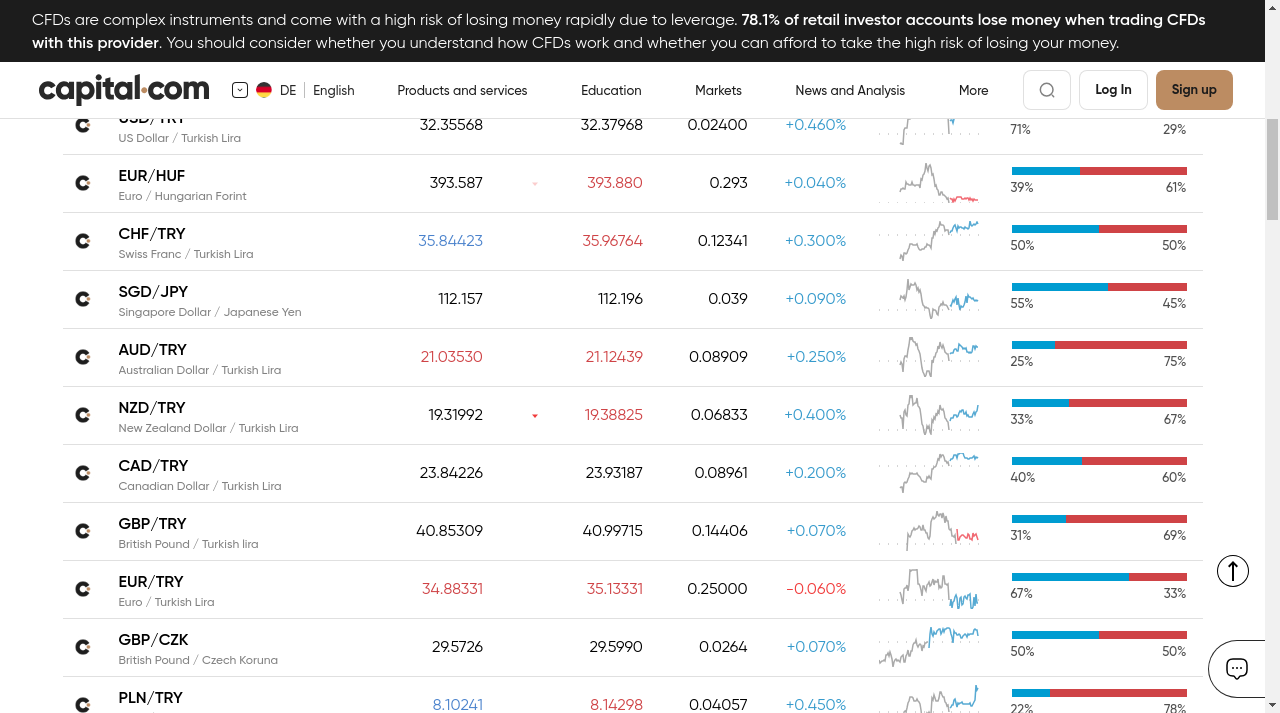 CFDs are complex instruments and come with a high risk of losing money rapidly due to leverage. 78.1% of retail investor accounts lose money when trading CFDs
with this provider. You should consider whether you understand how CFDs work and whether you can afford to take the high risk of losing your money.
capital.com DE English Products and services Education Markets News and Analysis More Log In Sign up
USD/TRY 32.35568 32.37968 0.02400 +0.460%
US Dollar / Turkish Lira 71% 29%
EUR/HUF 393.587 393.880 0.293 +0.040%
Euro / Hungarian Forint 39% 61%
CHF/TRY 35.84423 35.96764 0.12341 +0.300%
Swiss Franc / Turkish Lira 50% 50%
SGD/JPY 112.157 112.196 0.039 +0.090%
Singapore Dollar / Japanese Yen 55% 45%
AUD/TRY 21.03530 21.12439 0.08909 +0.250%
Australian Dollar / Turkish Lira 25% 75%
NZD/TRY 19.31992 19.38825 0.06833 +0.400%
New Zealand Dollar / Turkish Lira 33% 67%
CAD/TRY 23.84226 23.93187 0.08961 +0.200%
Canadian Dollar / Turkish Lira 40% 60%
GBP/TRY 40.85309 40.99715 0.14406 +0.070%
British Pound / Turkish lira 31% 69%
EUR/TRY 34.88331 35.13331 0.25000 -0.060%
Euro / Turkish Lira 67% 33%
GBP/CZK 29.5726 29.5990 0.0264 +0.070%
British Pound / Czech Koruna 50% 50%
PLN/TRY 8.10241 8.14298 0.04057 +0.450%
22% 78%